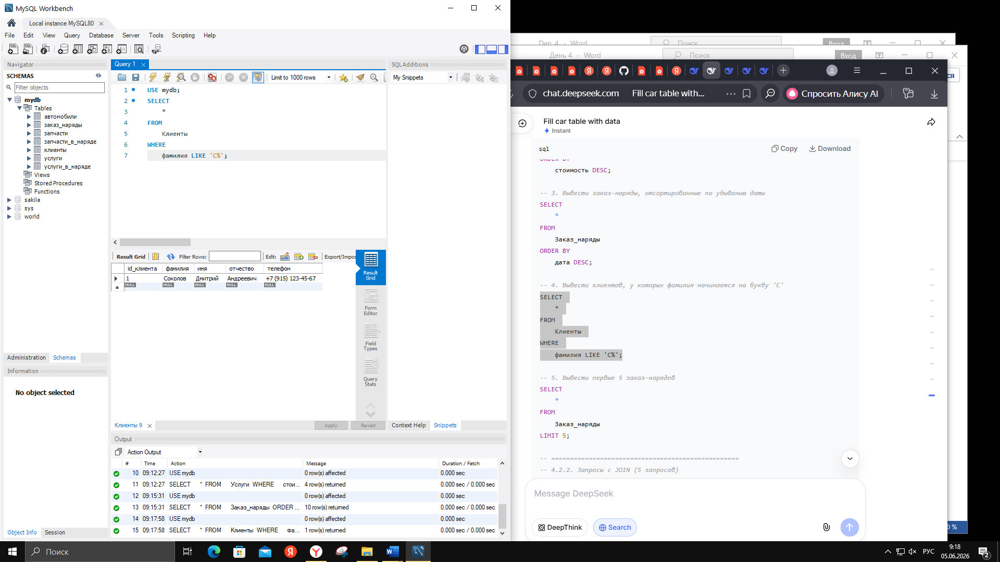 MySQL Workbench
Local instance MySQL80
File Edit View Query Database Server Tools Scripting Help
Navigator
SCHEMAS
Filter objects
mydb
Tables
автомобили
заказ_наряды
запчасти
запчасти_в_наряде
клиенты
услуги
услуги_в_наряде
Views
Stored Procedures
Functions
sakila
sys
world
Administration Schemas
Information
No object selected
Object Info Session
Query 1
Limit to 1000 rows
1 USE mydb;
2 SELECT
3 *
4 FROM
5 Клиенты
6 WHERE
7 фамилия LIKE 'С%';
Result Grid Filter Rows: Edit: Export/Impor
id_клиента фамилия имя отчество телефон
1 Соколов Дмитрий Андреевич +7 (915) 123-45-67
NULL NULL NULL NULL NULL
Result Grid
Form Editor
Field Types
Query Stats
Клиенты 9 Apply Revert
SQLAdditions
My Snippets
Context Help Snippets
Output
Action Output
# Time Action Message Duration / Fetch
10 09:12:27 USE mydb 0 row(s) affected 0.000 sec
11 09:12:27 SELECT * FROM Услуги WHERE стои... 4 row(s) returned 0.000 sec / 0.000 sec
12 09:15:31 USE mydb 0 row(s) affected 0.000 sec
13 09:15:31 SELECT * FROM Заказ_наряды ORDER ... 10 row(s) returned 0.000 sec / 0.000 sec
14 09:17:58 USE mydb 0 row(s) affected 0.000 sec
15 09:17:58 SELECT * FROM Клиенты WHERE фа... 1 row(s) returned 0.000 sec / 0.000 sec
Den_4 - Word Поиск Вход
День 4 - Word Поиск Вход
ся
chat.deepseek.com Fill car table with... Спросить Алису AI
Fill car table with data
Instant
sql Copy Download
ORDER BY
стоимость DESC;
-- 3. Вывести заказ-наряды, отсортированные по убыванию даты
SELECT
*
FROM
Заказ_наряды
ORDER BY
дата DESC;
-- 4. Вывести клиентов, у которых фамилия начинается на букву 'С'
SELECT
*
FROM
Клиенты
WHERE
фамилия LIKE 'С%';
-- 5. Вывести первые 5 заказ-нарядов
SELECT
*
FROM
Заказ_наряды
LIMIT 5;
-- ==================================================
-- 4.2.2. Запросы с JOIN (5 запросов)
Message DeepSeek
DeepThink Search
0 %
Поиск
РУС
9:18
05.06.2026
2